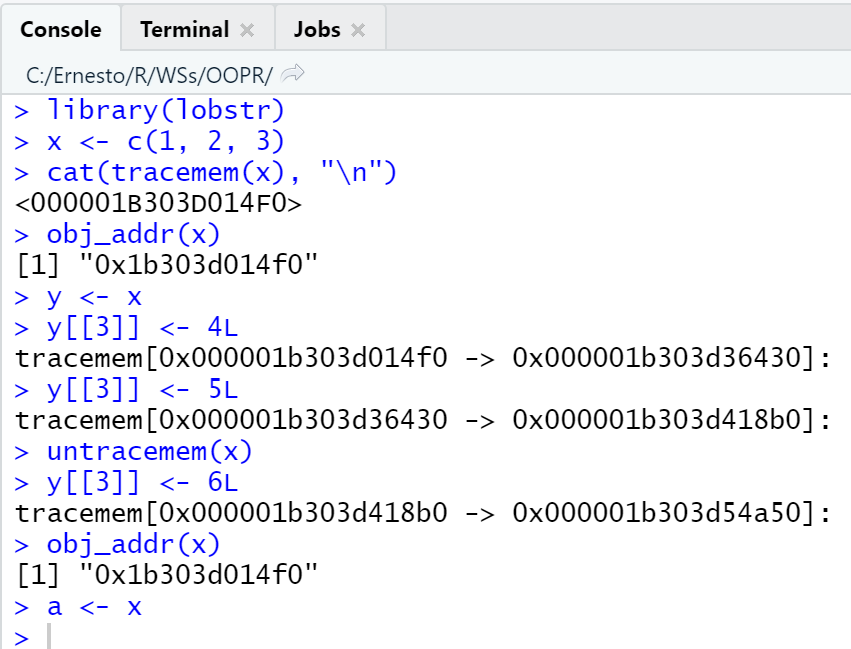 Console Terminal Jobs
C:/Ernesto/R/WSs/OOPR/
> library(lobstr)
> x <- c(1, 2, 3)
> cat(tracemem(x), "\n")
<000001B303D014F0>
> obj_addr(x)
[1] "0x1b303d014f0"
> y <- x
> y[[3]] <- 4L
tracemem[0x000001b303d014f0 -> 0x000001b303d36430]:
> y[[3]] <- 5L
tracemem[0x000001b303d36430 -> 0x000001b303d418b0]:
> untracemem(x)
> y[[3]] <- 6L
tracemem[0x000001b303d418b0 -> 0x000001b303d54a50]:
> obj_addr(x)
[1] "0x1b303d014f0"
> a <- x
>